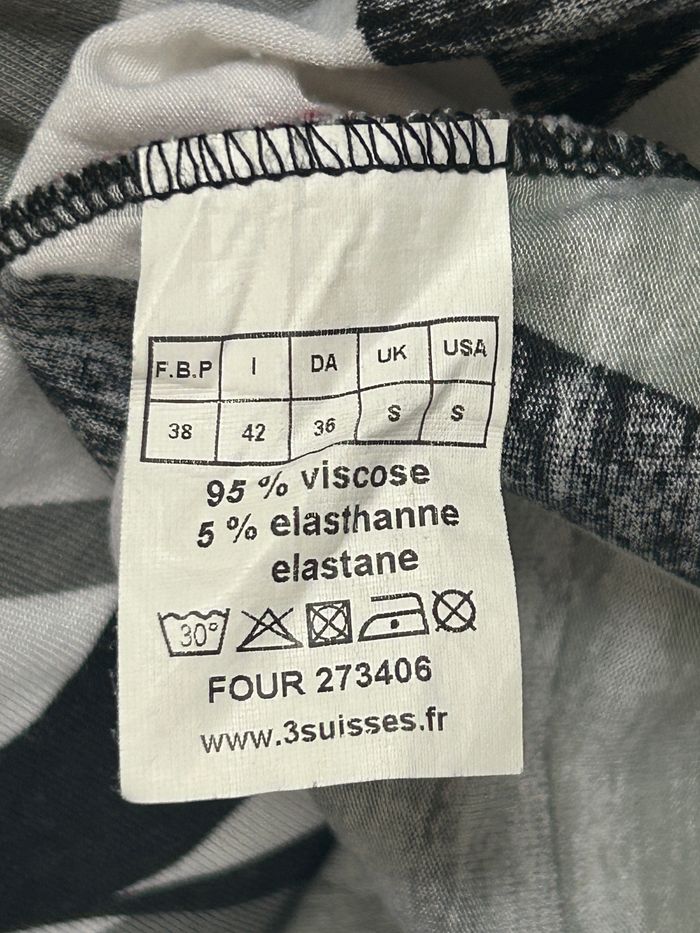 F.B.P I DA UK USA
38 42 36 S S
95 % viscose
5 % elasthanne
elastane
30°
FOUR 273406
www.3suisses.fr